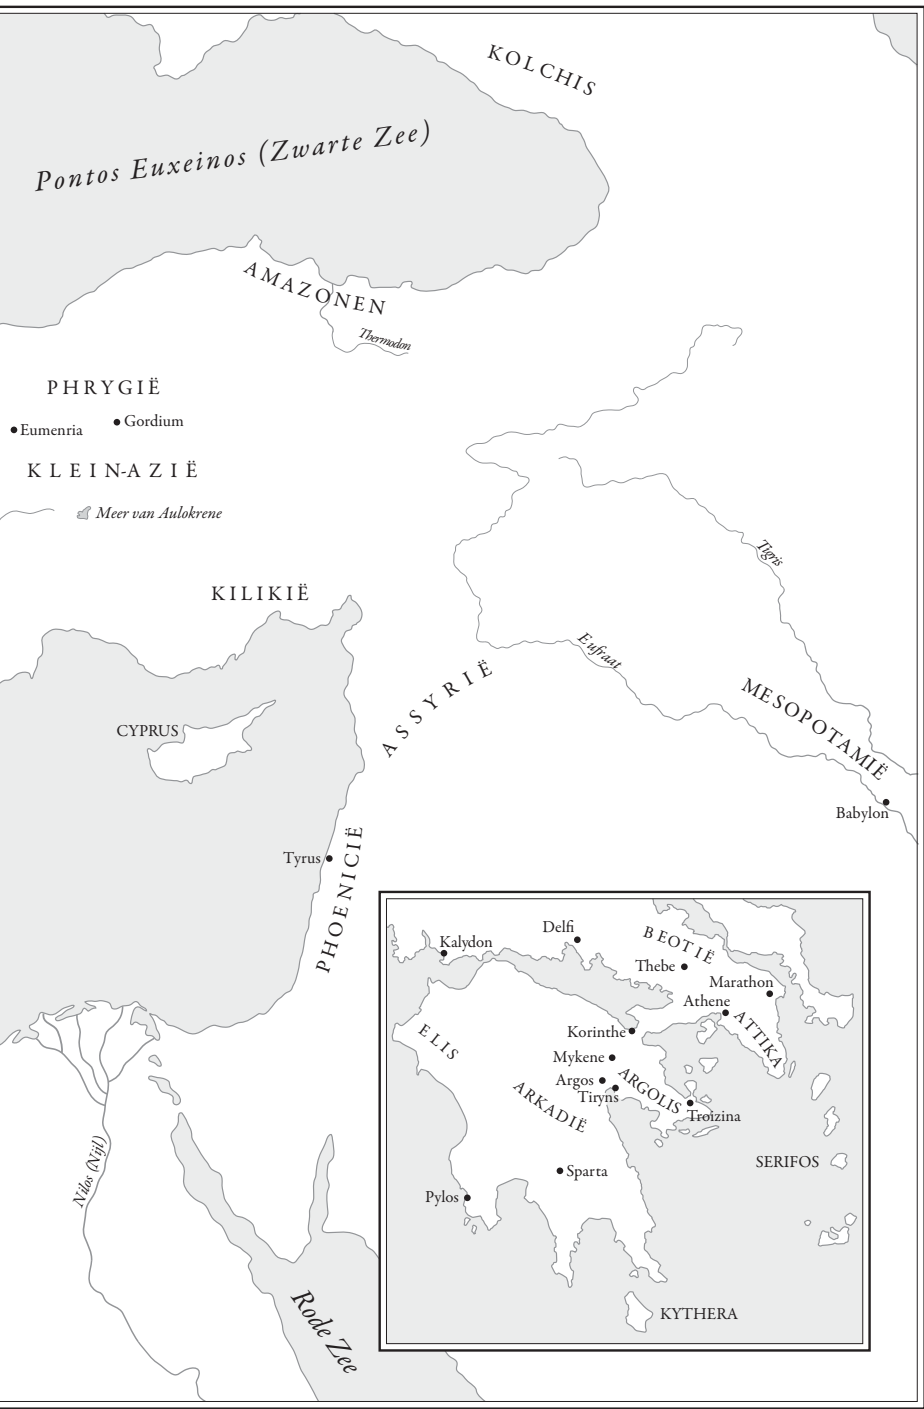 KOLCHIS
Pontos Euxeinos (Zwarte Zee)
AMAZONEN
Thermodon
PHRYGIË
Eumenria
Gordium
KLEIN-AZIË
Meer van Aulokrene
Tigris
KILIKIË
Eufraat
ASSYRIË
MESOPOTAMIË
CYPRUS
Babylon
Tyrus
PHOENICIË
Nilos (Nijl)
Rode Zee
Delfi
Kalydon
BEOTIË
Thebe
Marathon
Athene
ATTIKA
Korinthe
ELIS
Mykene
Argos
ARGOLIS
Tiryns
ARKADIË
Troizina
SERIFOS
Sparta
Pylos
KYTHERA